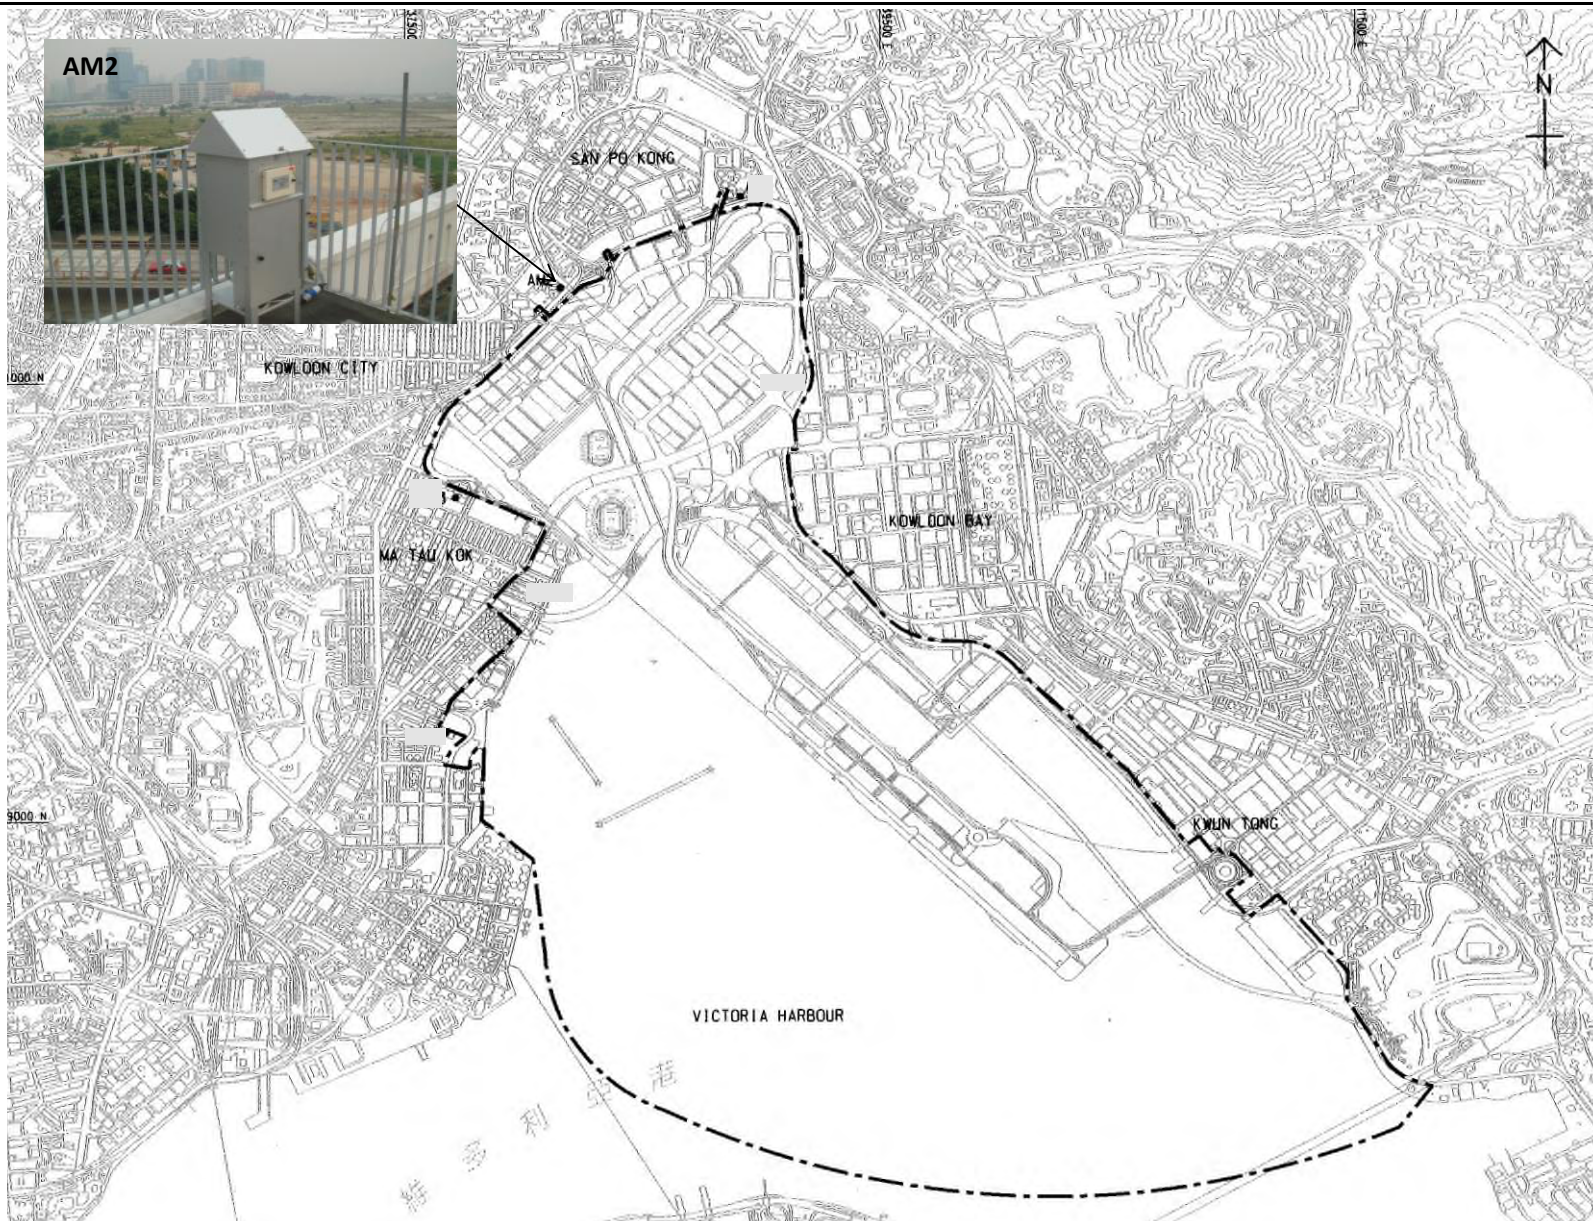 AM2
N
SAN PO KONG
KOWLOON CITY
KOWLOON BAY
MA TAU KOK
9000 N
KWUN TONG
VICTORIA HARBOUR
維多利亞港